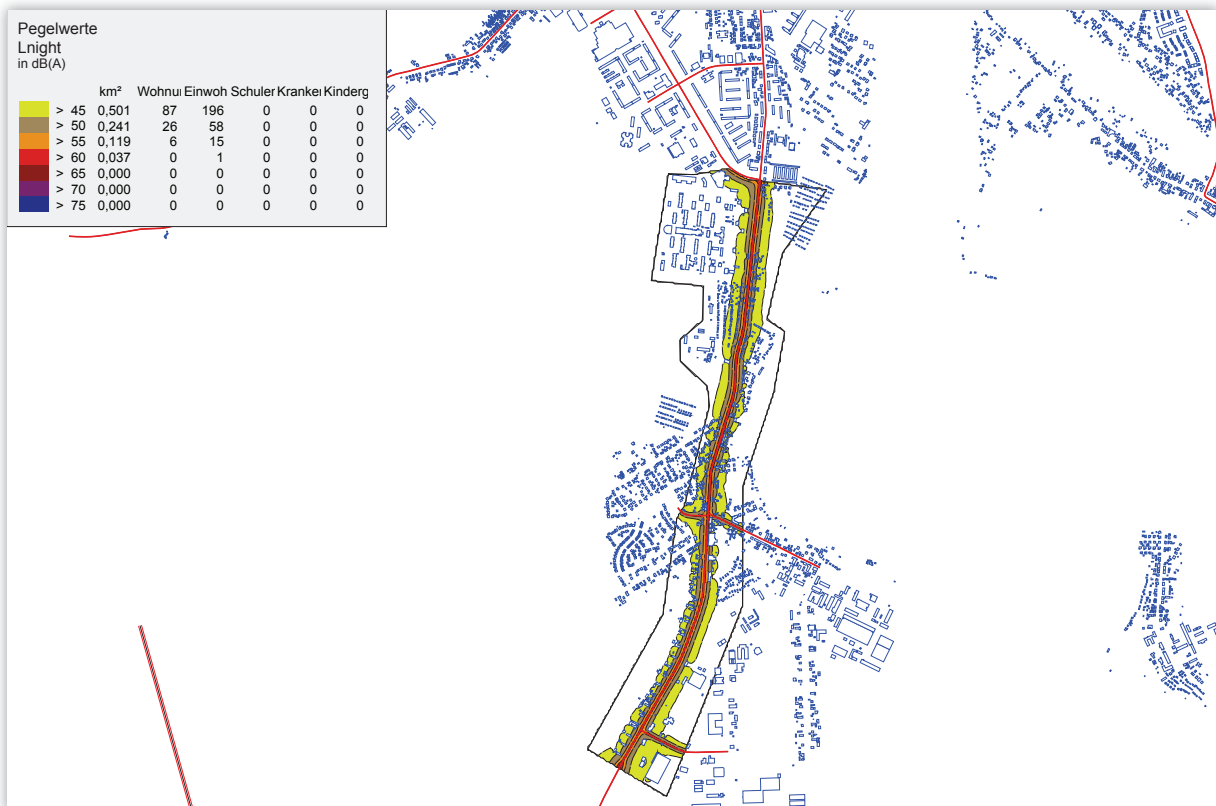 Pegelwerte
Lnight
in dB(A)
km² Wohnu Einwoh Schuler Kranke Kinderg
> 45 0,501 87 196 0 0 0
> 50 0,241 26 58 0 0 0
> 55 0,119 6 15 0 0 0
> 60 0,037 0 1 0 0 0
> 65 0,000 0 0 0 0 0
> 70 0,000 0 0 0 0 0
> 75 0,000 0 0 0 0 0